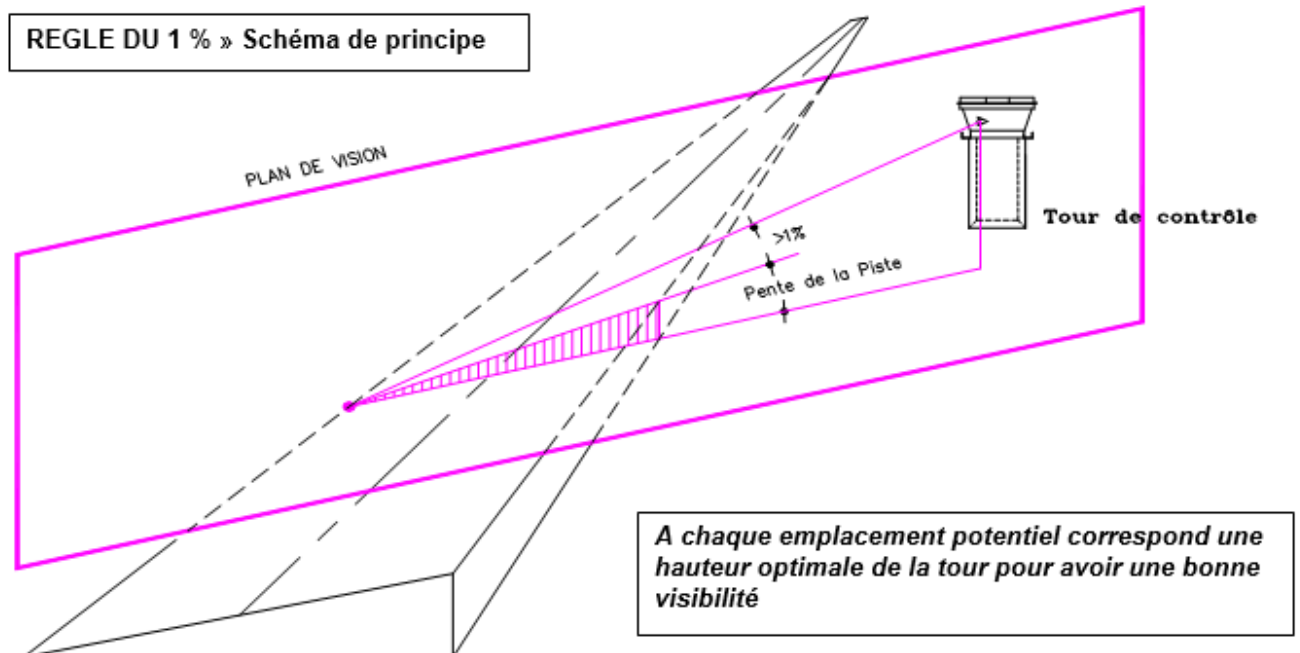 REGLE DU 1 % » Schéma de principe
PLAN DE VISION
Tour de contrôle
>1%
Pente de la Piste
A chaque emplacement potentiel correspond une
hauteur optimale de la tour pour avoir une bonne
visibilité